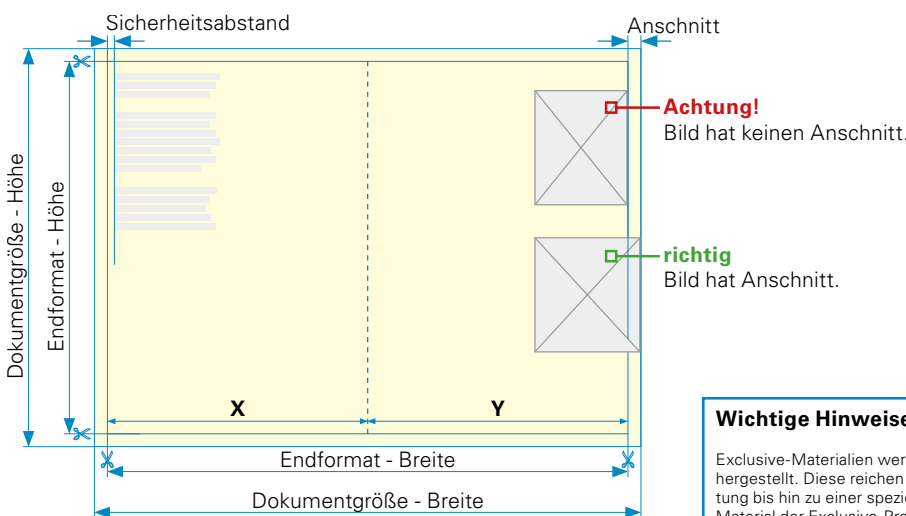 Sicherheitsabstand
Anschnitt
Achtung!
Bild hat keinen Anschnitt.
Dokumentgröße - Höhe
Endformat - Höhe
richtig
Bild hat Anschnitt.
X
Y
Endformat - Breite
Dokumentgröße - Breite
Wichtige Hinweise
Exclusive-Materialien wer
hergestellt. Diese reichen
tung bis hin zu einer spezi